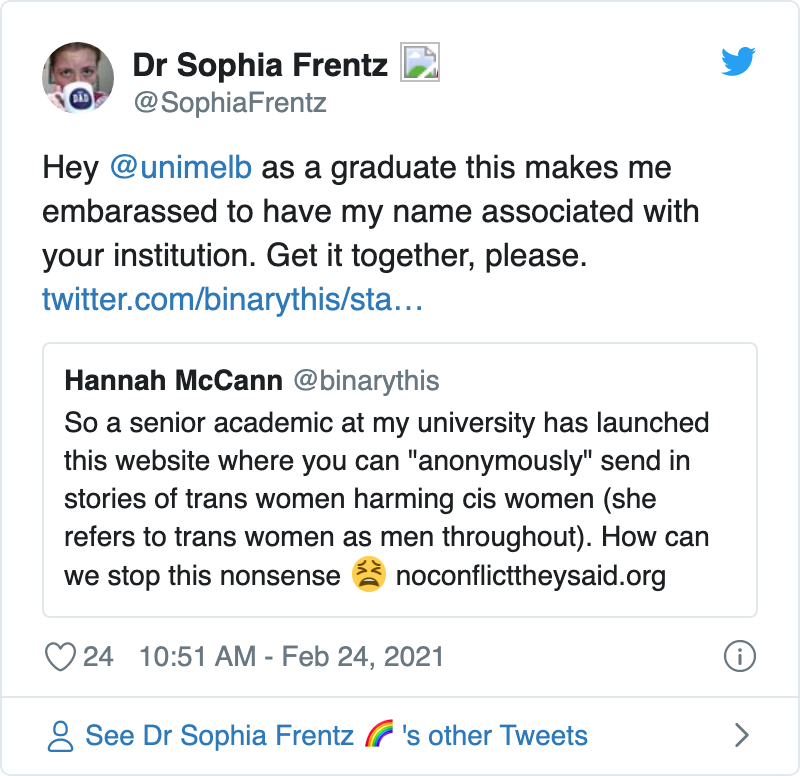 Dr Sophia Frentz
@SophiaFrentz
DAD
Hey @unimelb as a graduate this makes me
embarassed to have my name associated with
your institution. Get it together, please.
twitter.com/binarythis/sta…
Hannah McCann @binarythis
So a senior academic at my university has launched
this website where you can "anonymously" send in
stories of trans women harming cis women (she
refers to trans women as men throughout). How can
we stop this nonsense 😫 noconflicttheysaid.org
24 10:51 AM - Feb 24, 2021
See Dr Sophia Frentz 🌈 's other Tweets